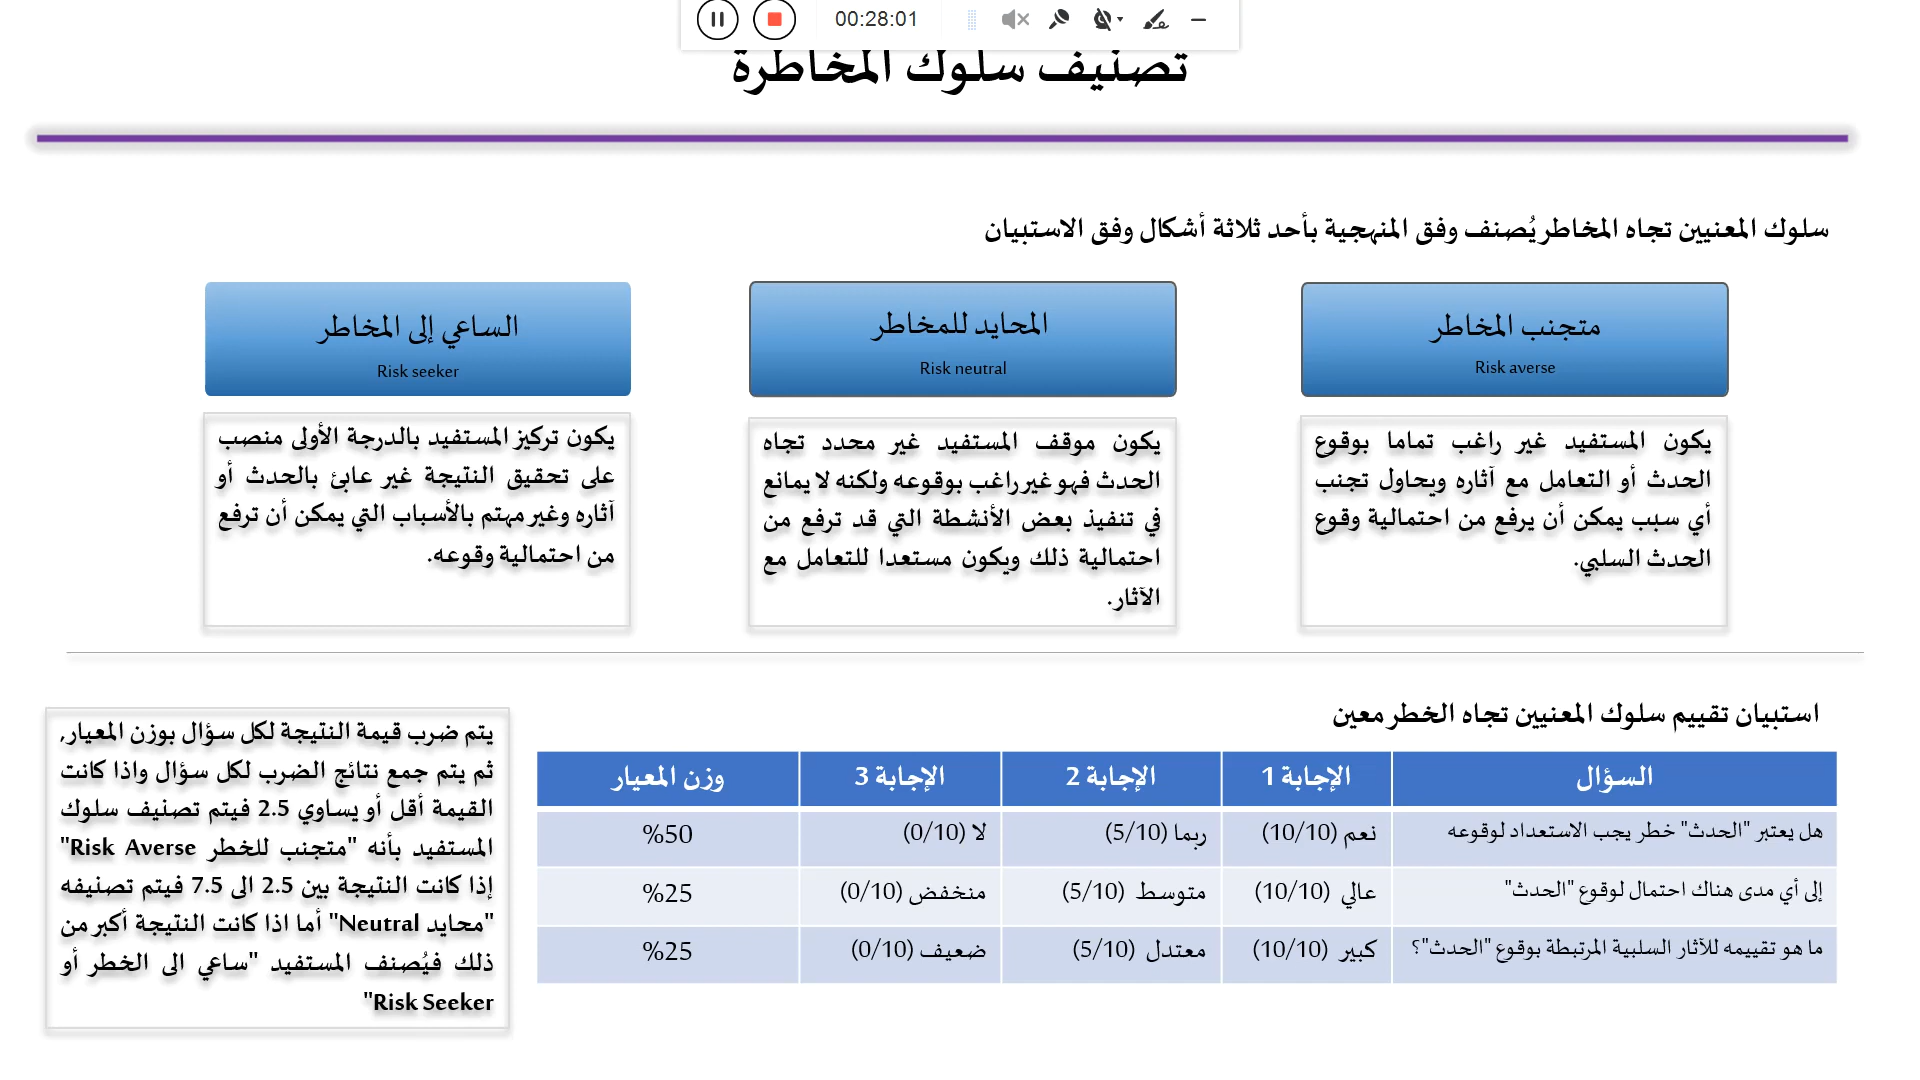 00:28:01
تصنيف سلوك المخاطرة
سلوك المعنيين تجاه المخاطر يُصنف وفق المنهجية بأحد ثلاثة أشكال وفق الاستبيان
متجنب المخاطر
Risk averse
يكون المستفيد غير راغب تماما بوقوع
الحدث أو التعامل مع آثاره ويحاول تجنب
أي سبب يمكن أن يرفع من احتمالية وقوع
الحدث السلبي.
المحايد للمخاطر
Risk neutral
يكون موقف المستفيد غير محدد تجاه
الحدث فهو غير راغب بوقوعه ولكنه لا يمانع
في تنفيذ بعض الأنشطة التي قد ترفع من
احتمالية ذلك ويكون مستعدا للتعامل مع
الآثار.
الساعي إلى المخاطر
Risk seeker
يكون تركيز المستفيد بالدرجة الأولى منصب
على تحقيق النتيجة غير عابئ بالحدث أو
آثاره وغير مهتم بالأسباب التي يمكن أن ترفع
من احتمالية وقوعه.
استبيان تقييم سلوك المعنيين تجاه الخطر معين
السؤال الإجابة 1 الإجابة 2 الإجابة 3 وزن المعيار
هل يعتبر "الحدث" خطر يجب الاستعداد لوقوعه نعم (10/10) ربما (5/10) لا (0/10) 50%
إلى أي مدى هناك احتمال لوقوع "الحدث" عالي (10/10) متوسط (5/10) منخفض (0/10) 25%
ما هو تقييمه للآثار السلبية المرتبطة بوقوع "الحدث"؟ كبير (10/10) معتدل (5/10) ضعيف (0/10) 25%
يتم ضرب قيمة النتيجة لكل سؤال بوزن المعيار,
ثم يتم جمع نتائج الضرب لكل سؤال واذا كانت
القيمة أقل أو يساوي 2.5 فيتم تصنيف سلوك
المستفيد بأنه "متجنب للخطر Risk Averse"
إذا كانت النتيجة بين 2.5 الى 7.5 فيتم تصنيفه
"محايد Neutral" أما اذا كانت النتيجة أكبر من
ذلك فيُصنف المستفيد "ساعي الى الخطر أو
Risk Seeker"